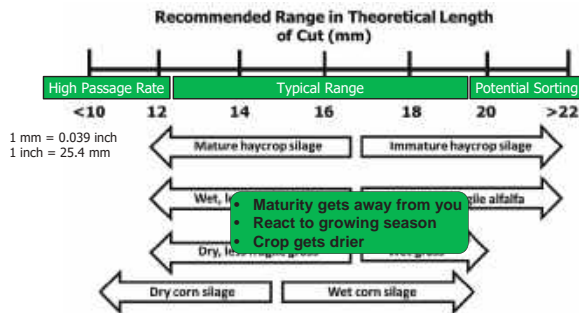 Recommended Range in Theoretical Length
of Cut (mm)
High Passage Rate Typical Range Potential Sorting
<10 12 14 16 18 20 >22
1 mm = 0.039 inch
1 inch = 25.4 mm
Mature haycrop silage Immature haycrop silage
Wet, alfalfa
• Maturity gets away from you
• React to growing season
• Crop gets drier
Dry, less fragile grass Wet grass
Dry corn silage Wet corn silage